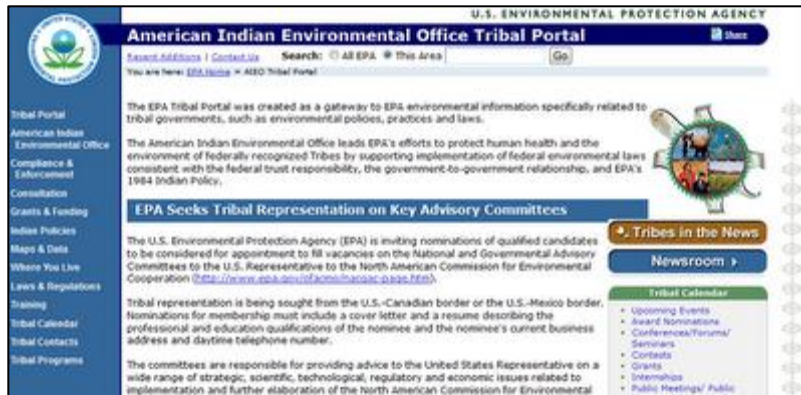 U.S. ENVIRONMENTAL PROTECTION AGENCY
American Indian Environmental Office Tribal Portal
Share
Recent Additions | Contact Us Search: All EPA This Area Go
You are here: EPA Home » AIEO Tribal Portal
Tribal Portal
American Indian
Environmental Office
Compliance &
Enforcement
Consultation
Grants & Funding
Indian Policies
Maps & Data
Where You Live
Laws & Regulations
Training
Tribal Calendar
Tribal Contacts
Tribal Programs
The EPA Tribal Portal was created as a gateway to EPA environmental information specifically related to
tribal governments, such as environmental policies, practices and laws.
The American Indian Environmental Office leads EPA's efforts to protect human health and the
environment of federally recognized Tribes by supporting implementation of federal environmental laws
consistent with the federal trust responsibility, the government-to-government relationship, and EPA's
1984 Indian Policy.
EPA Seeks Tribal Representation on Key Advisory Committees
The U.S. Environmental Protection Agency (EPA) is inviting nominations of qualified candidates
to be considered for appointment to fill vacancies on the National and Governmental Advisory
Committees to the U.S. Representative to the North American Commission for Environmental
Cooperation (http://www.epa.gov/ofacmo/nacgac-page.htm).
Tribal representation is being sought from the U.S.-Canadian border or the U.S.-Mexico border.
Nominations for membership must include a cover letter and a resume describing the
professional and education qualifications of the nominee and the nominee's current business
address and daytime telephone number.
The committees are responsible for providing advice to the United States Representative on a
wide range of strategic, scientific, technological, regulatory and economic issues related to
implementation and further elaboration of the North American Commission for Environmental
Tribes in the News
Newsroom
Tribal Calendar
Upcoming Events
Award Nominations
Conferences/Forums/
Seminars
Contests
Grants
Internships
Public Meetings/ Public